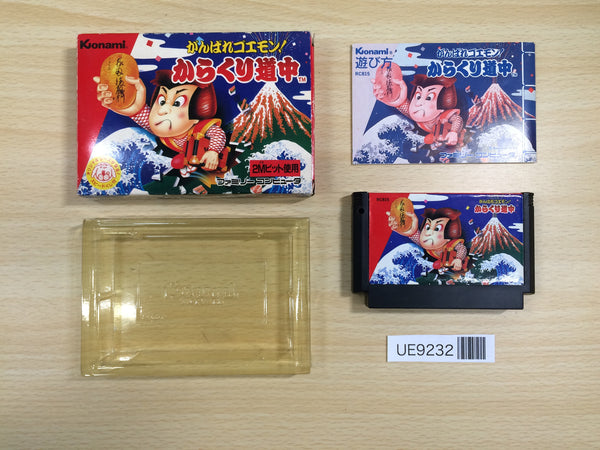 Konami
がんばれゴエモン!
からくり道中
TM
2Mビット使用
ファミリーコンピュータ
Konami
遊び方
RC815
がんばれゴエモン!
からくり道中
RC815
がんばれゴエモン!
からくり道中
Konami
UE9232